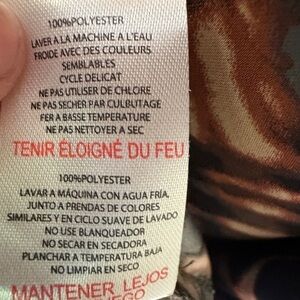 100%POLYESTER
LAVER A LA MACHINE A L'EAU
FROIDE AVEC DES COULEURS
SEMBLABLES
CYCLE DELICAT
NE PAS UTILISER DE CHLORE
NE PAS SECHER PAR CULBUTAGE
FER A BASSE TEMPERATURE
NE PAS NETTOYER A SEC
TENIR ÉLOIGNÉ DU FEU
100%POLYESTER
LAVAR A MÁQUINA CON AGUA FRÍA,
JUNTO A PRENDAS DE COLORES
SIMILARES Y EN CICLO SUAVE DE LAVADO
NO USE BLANQUEADOR
NO SECAR EN SECADORA
PLANCHAR A TEMPERATURA BAJA
NO LIMPIAR EN SECO
MANTENER LEJOS